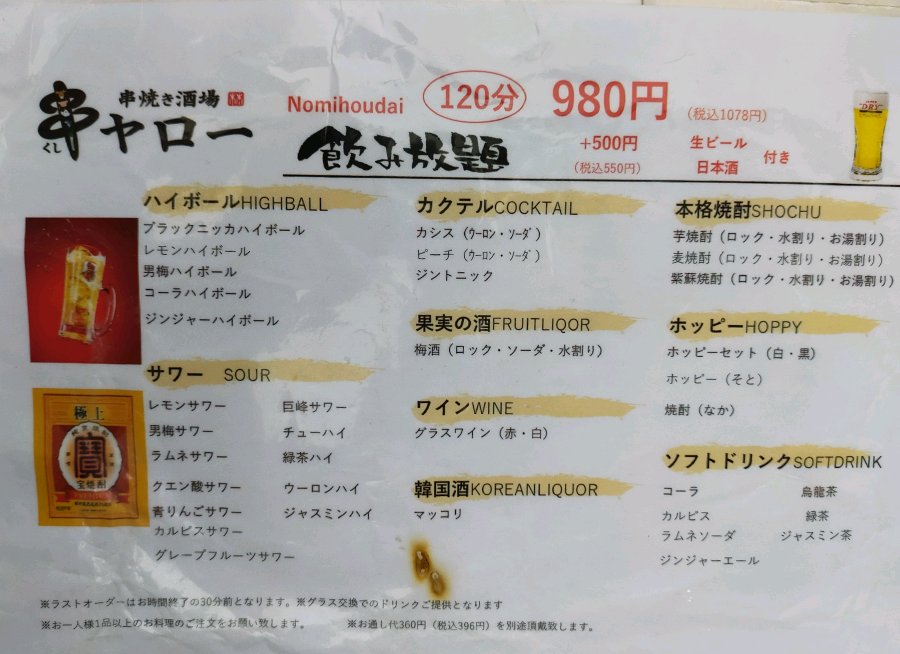 串焼き酒場
串ヤロー
くし
Nomihoudai 120分 980円 (税込1078円)
飲み放題 +500円 (税込550円) 生ビール 日本酒 付き
DRY
ハイボールHIGHBALL
ブラックニッカハイボール
レモンハイボール
男梅ハイボール
コーラハイボール
ジンジャーハイボール
極上
寶
宝焼酎
サワー SOUR
レモンサワー 巨峰サワー
男梅サワー チューハイ
ラムネサワー 緑茶ハイ
クエン酸サワー ウーロンハイ
青りんごサワー ジャスミンハイ
カルピスサワー
グレープフルーツサワー
カクテルCOCKTAIL
カシス(ウーロン・ソーダ)
ピーチ(ウーロン・ソーダ)
ジントニック
果実の酒FRUITLIQOR
梅酒(ロック・ソーダ・水割り)
ワインWINE
グラスワイン(赤・白)
韓国酒KOREANLIQUOR
マッコリ
本格焼酎SHOCHU
芋焼酎(ロック・水割り・お湯割り)
麦焼酎(ロック・水割り・お湯割り)
紫蘇焼酎(ロック・水割り・お湯割り)
ホッピーHOPPY
ホッピーセット(白・黒)
ホッピー(そと)
焼酎(なか)
ソフトドリンクSOFTDRINK
コーラ 烏龍茶
カルピス 緑茶
ラムネソーダ ジャスミン茶
ジンジャーエール
※ラストオーダーはお時間終了の30分前となります。※グラス交換でのドリンクご提供となります
※お一人様1品以上のお料理のご注文をお願い致します。 ※お通し代360円(税込396円)を別途頂戴致します。